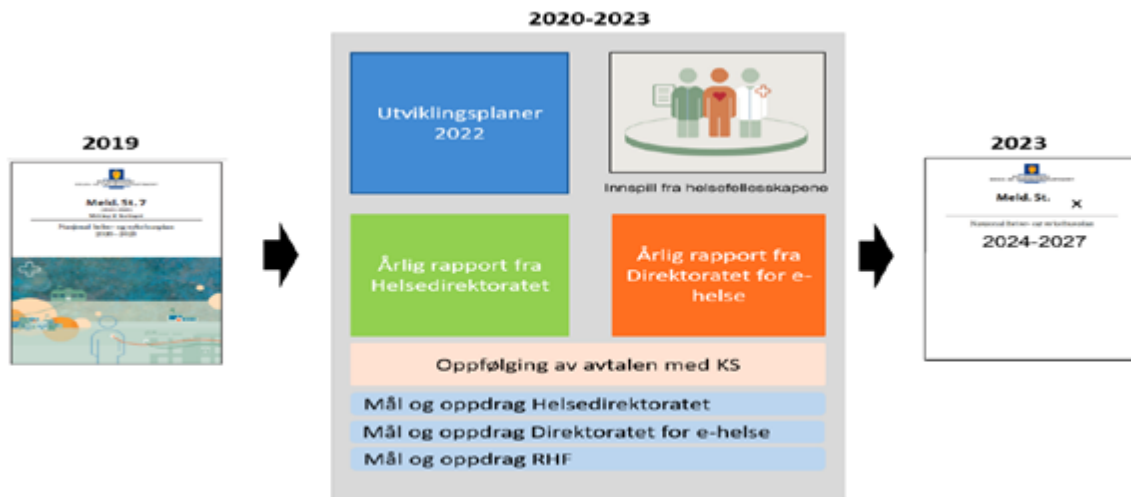 2020-2023
2019
Meld. St. 7
Utviklingsplaner
2022
Innspill fra helsefellesskapene
Årlig rapport fra
Helsedirektoratet
Årlig rapport fra
Direktoratet for e-
helse
Oppfølging av avtalen med KS
Mål og oppdrag Helsedirektoratet
Mål og oppdrag Direktoratet for e-helse
Mål og oppdrag RHF
2023
Meld. St. x
Nasjonal helse- og sykehusplan
2024-2027